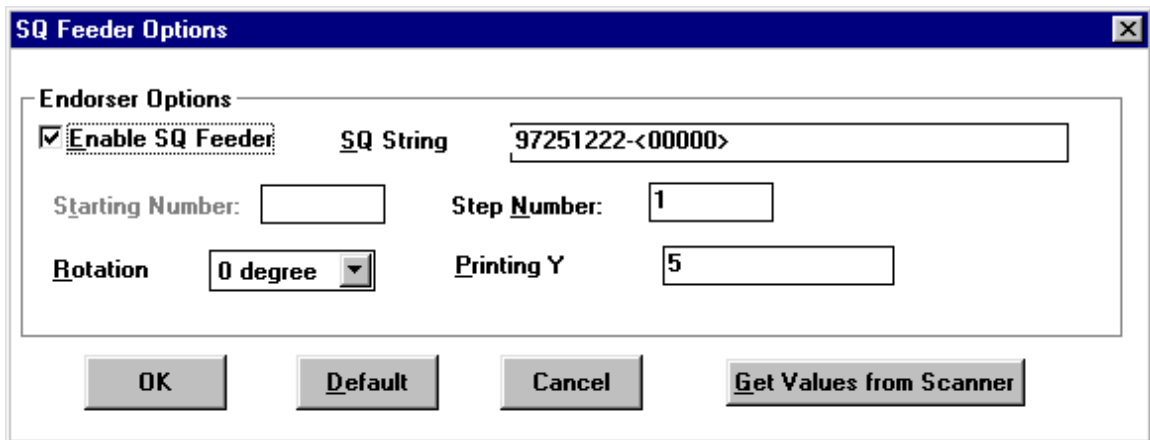 SQ Feeder Options
Endorser Options
Enable SQ Feeder SQ String 97251222-<00000>
Starting Number: Step Number: 1
Rotation 0 degree Printing Y 5
OK Default Cancel Get Values from Scanner